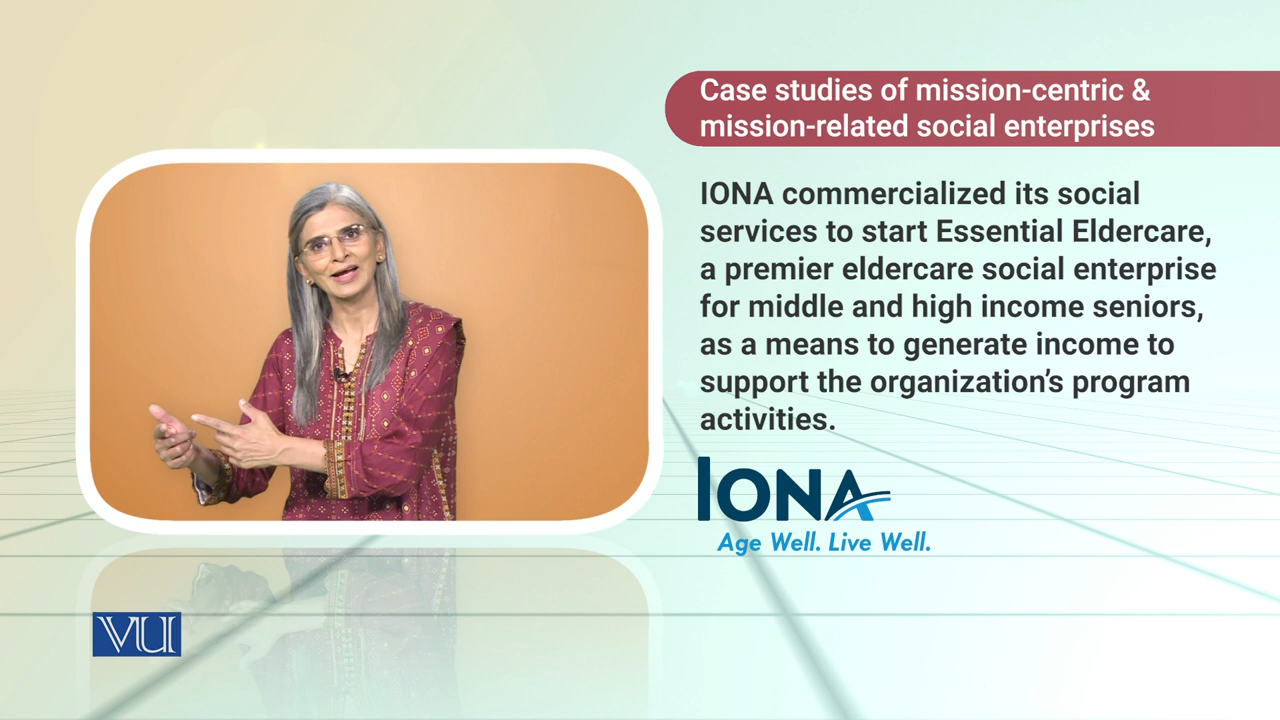 Case studies of mission-centric &
mission-related social enterprises
IONA commercialized its social
services to start Essential Eldercare,
a premier eldercare social enterprise
for middle and high income seniors,
as a means to generate income to
support the organization's program
activities.
IONA
Age Well. Live Well.
VU